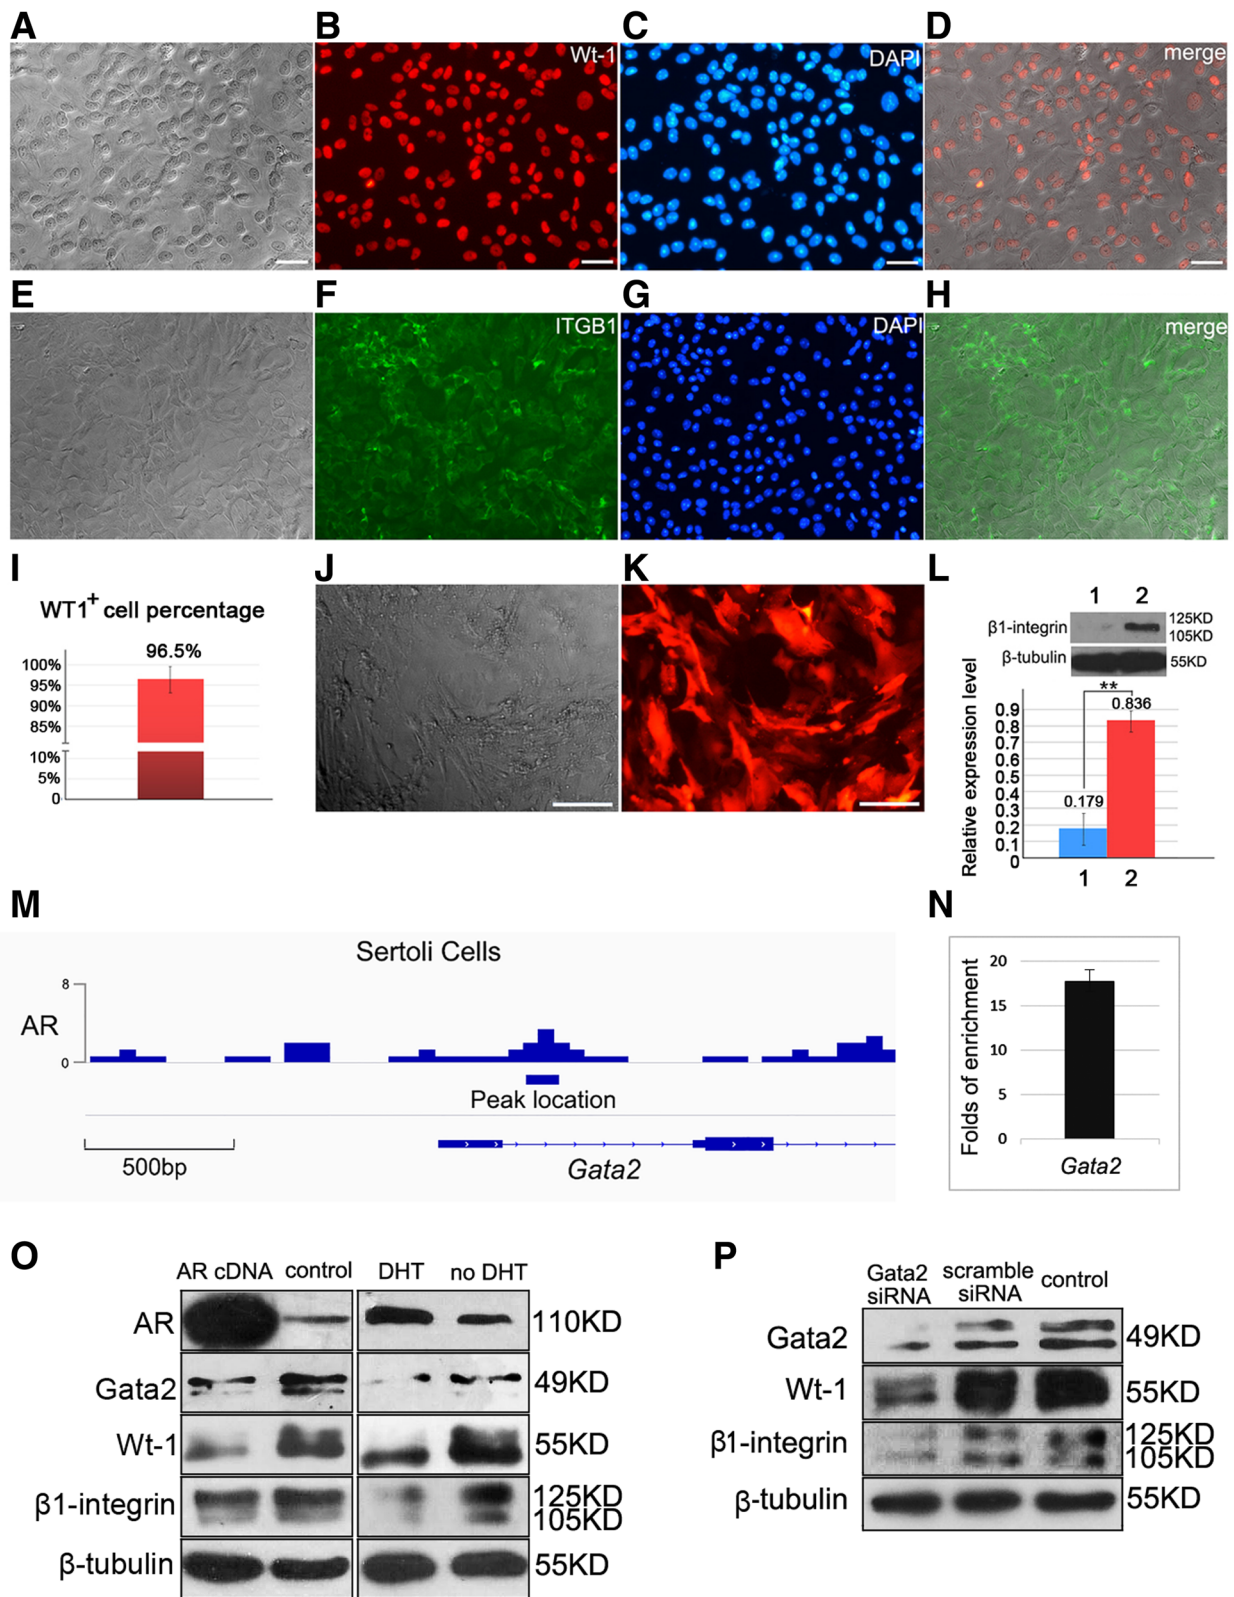 A B C D
Wt-1 DAPI merge
E F G H
ITGB1 DAPI merge
I J K L
WT1+ cell percentage
96.5%
100%
95%
90%
85%
10%
5%
0
1 2
β1-integrin 125KD
105KD
β-tubulin 55KD
Relative expression level
**
0.836
0.179
0.9
0.8
0.7
0.6
0.5
0.4
0.3
0.2
0.1
0
1 2
M N
Sertoli Cells
8
AR
0
Peak location
500bp
Gata2
Folds of enrichment
20
15
10
5
0
Gata2
O P
AR cDNA control DHT no DHT
AR 110KD
Gata2 49KD
Wt-1 55KD
β1-integrin 125KD
105KD
β-tubulin 55KD
Gata2 siRNA scramble siRNA control
Gata2 49KD
Wt-1 55KD
β1-integrin 125KD
105KD
β-tubulin 55KD